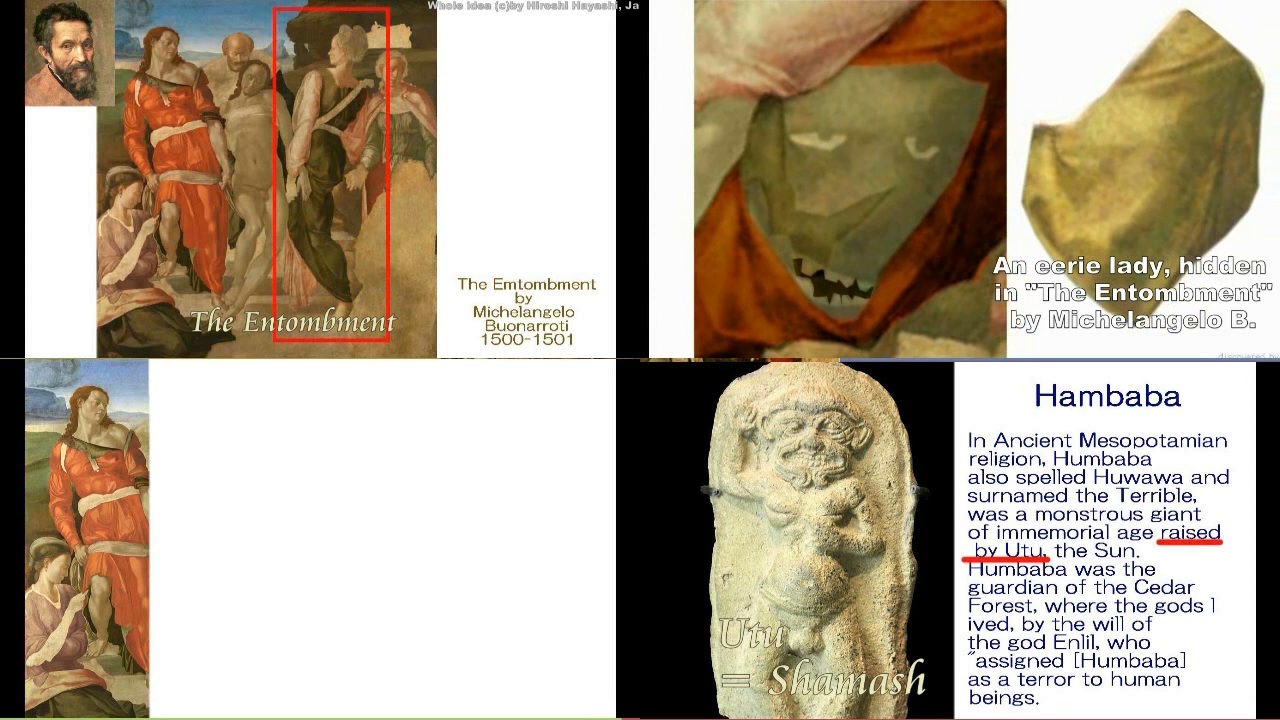 Whole idea (c)by Hiroshi Hayashi, Ja
The Entombment
The Emtombment
by
Michelangelo
Buonarroti
1500-1501
An eerie lady, hidden
in "The Entombment"
by Michelangelo B.
discovered by
Utu
= Shamash
Hambaba
In Ancient Mesopotamian
religion, Humbaba
also spelled Huwawa and
surnamed the Terrible,
was a monstrous giant
of immemorial age raised
by Utu, the Sun.
Humbaba was the
guardian of the Cedar
Forest, where the gods l
ived, by the will of
the god Enlil, who
"assigned [Humbaba]
as a terror to human
beings.